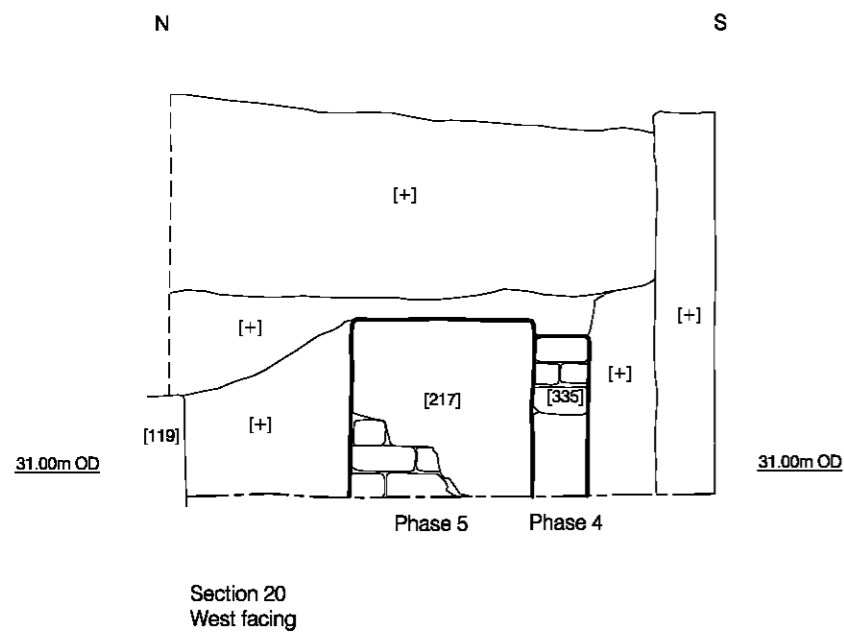 N S
[+]
[+] [+]
[+]
[217] [335]
[119] [+]
31.00m OD 31.00m OD
Phase 5 Phase 4
Section 20
West facing